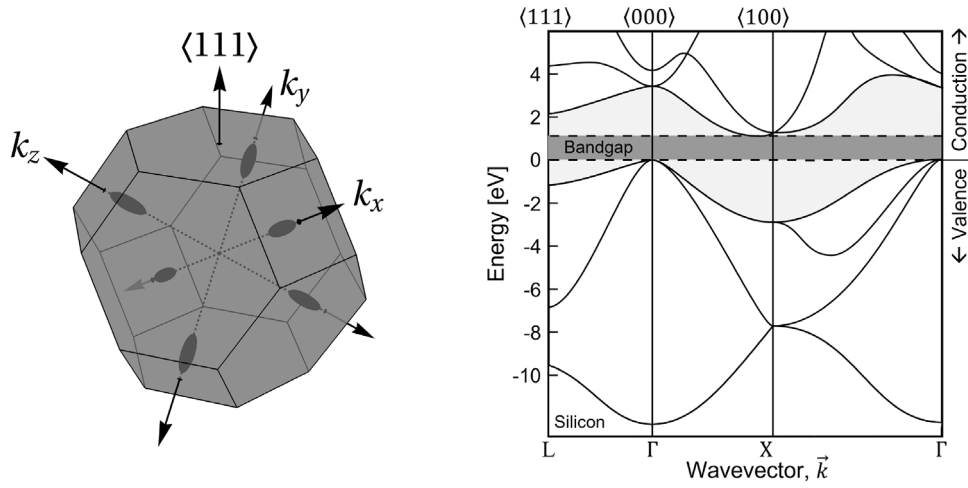 ⟨111⟩
k_y
k_z
k_x
⟨111⟩ ⟨000⟩ ⟨100⟩
4
2
0
-2
-4
-6
-8
-10
Energy [eV]
Bandgap
Silicon
L Γ X Γ
Wavevector, k⃗
← Valence
Conduction →